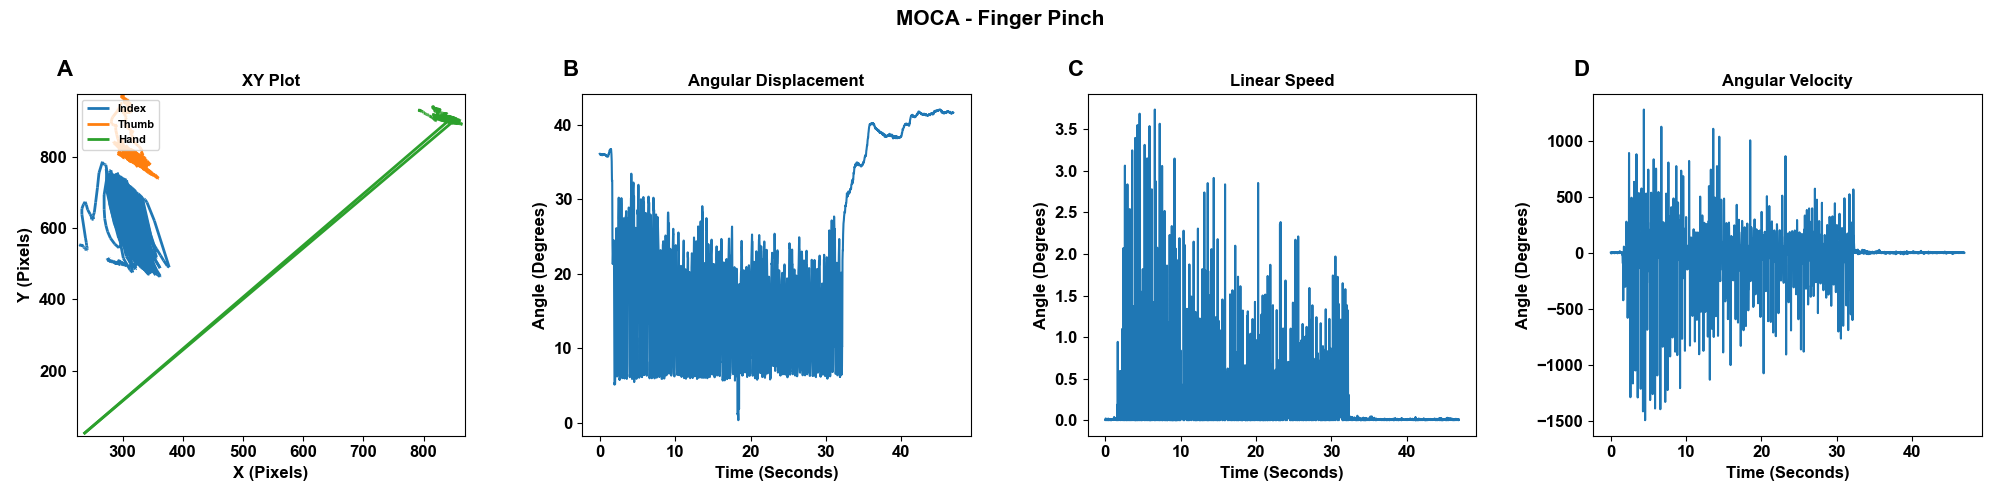 MOCA - Finger Pinch
A
XY Plot
Index
Thumb
Hand
800
600
400
200
300 400 500 600 700 800
Y (Pixels)
X (Pixels)
B
Angular Displacement
40
30
20
10
0
0 10 20 30 40
Angle (Degrees)
Time (Seconds)
C
Linear Speed
3.5
3.0
2.5
2.0
1.5
1.0
0.5
0.0
0 10 20 30 40
Angle (Degrees)
Time (Seconds)
D
Angular Velocity
1000
500
0
−500
−1000
−1500
0 10 20 30 40
Angle (Degrees)
Time (Seconds)